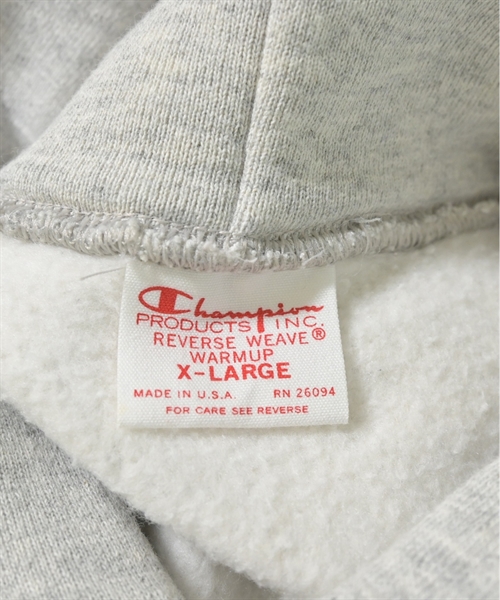 Champion
PRODUCTS INC.
REVERSE WEAVE®
WARMUP
X-LARGE
MADE IN U.S.A. RN 26094
FOR CARE SEE REVERSE